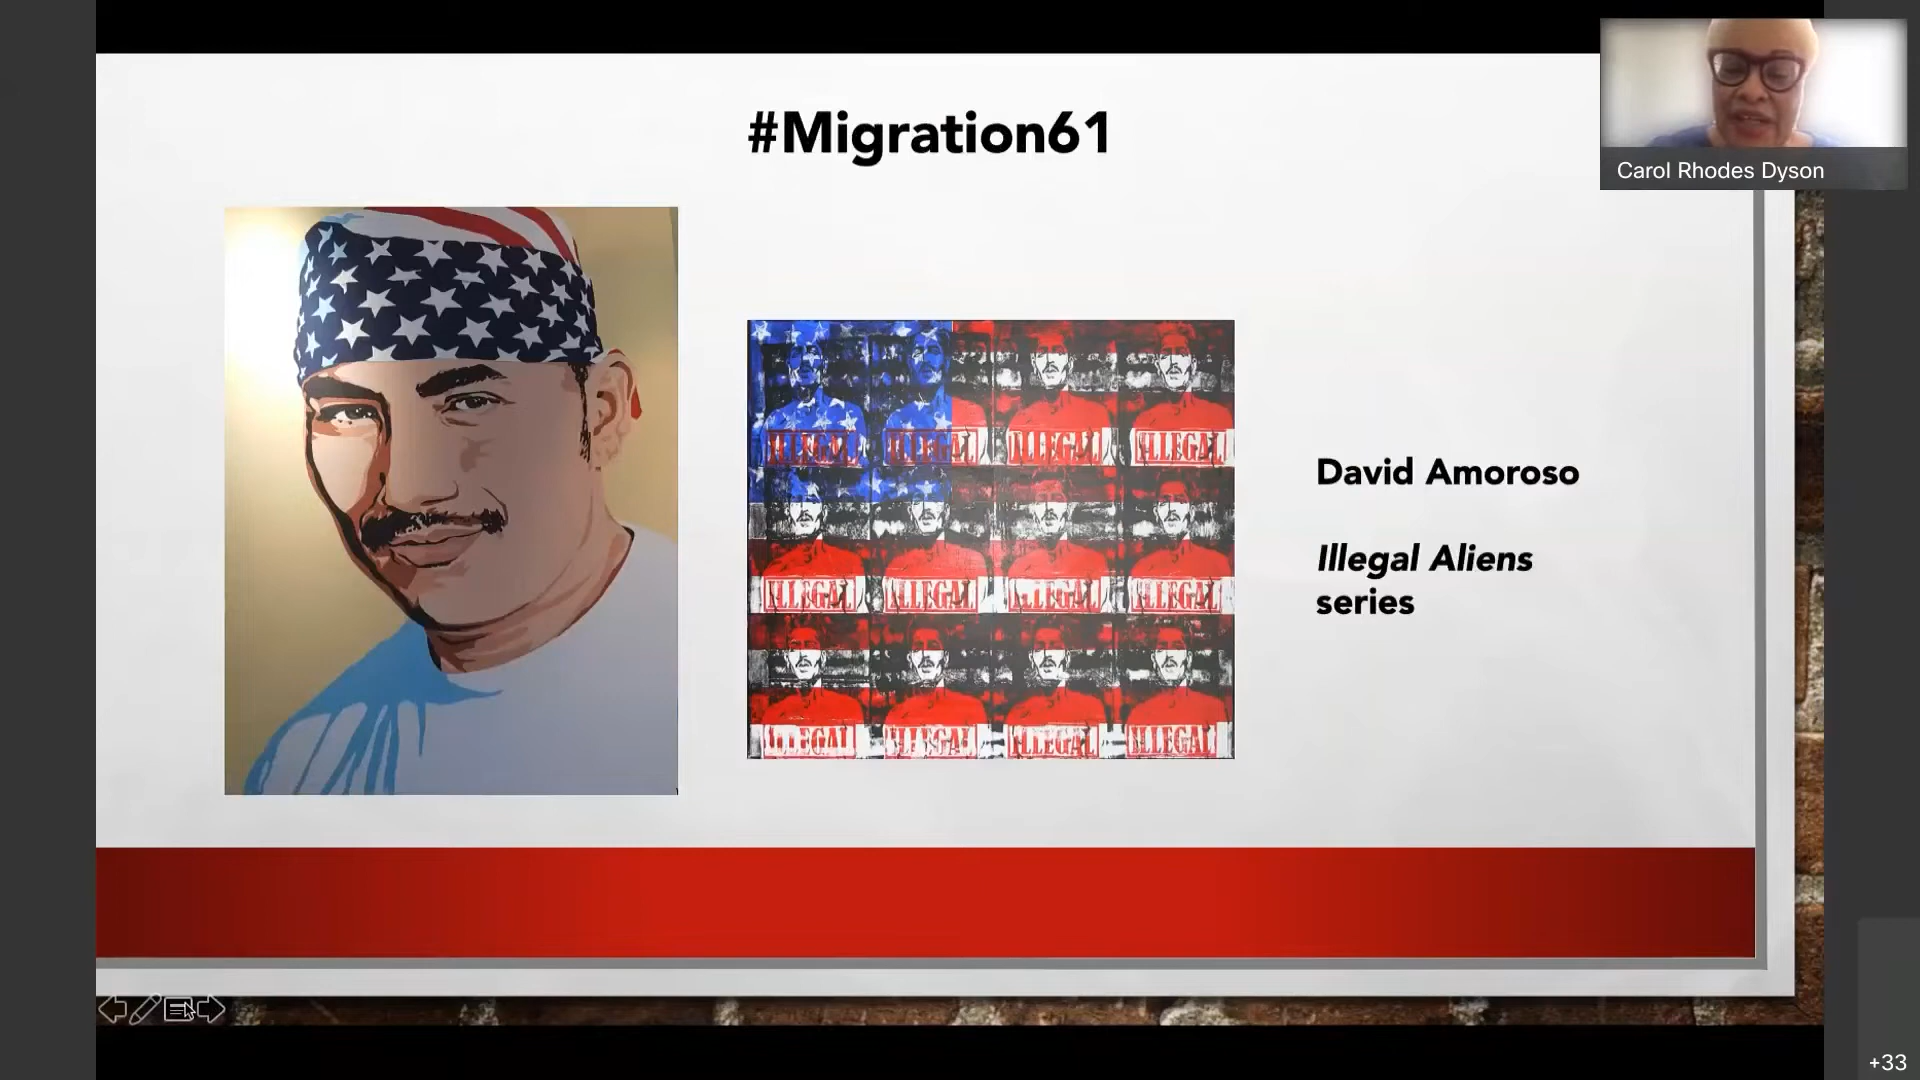 #Migration61
Carol Rhodes Dyson
ILLEGAL ILLEGAL ILLEGAL ILLEGAL
ILLEGAL ILLEGAL ILLEGAL ILLEGAL
ILLEGAL ILLEGAL ILLEGAL ILLEGAL
David Amoroso
Illegal Aliens
series
+33